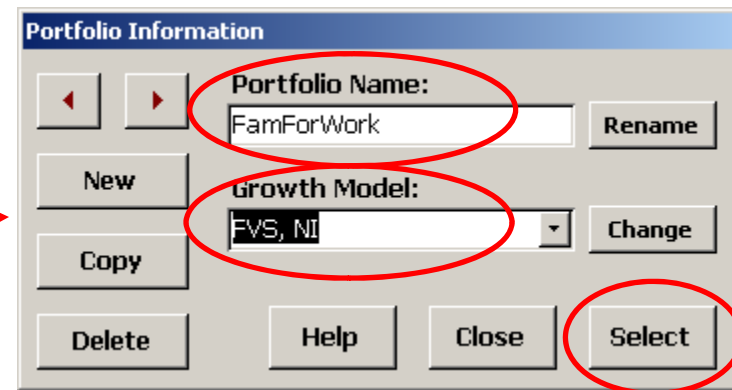 Portfolio Information
Portfolio Name:
FamForWork
Rename
New
Growth Model:
FVS, NI
Change
Copy
Delete
Help
Close
Select